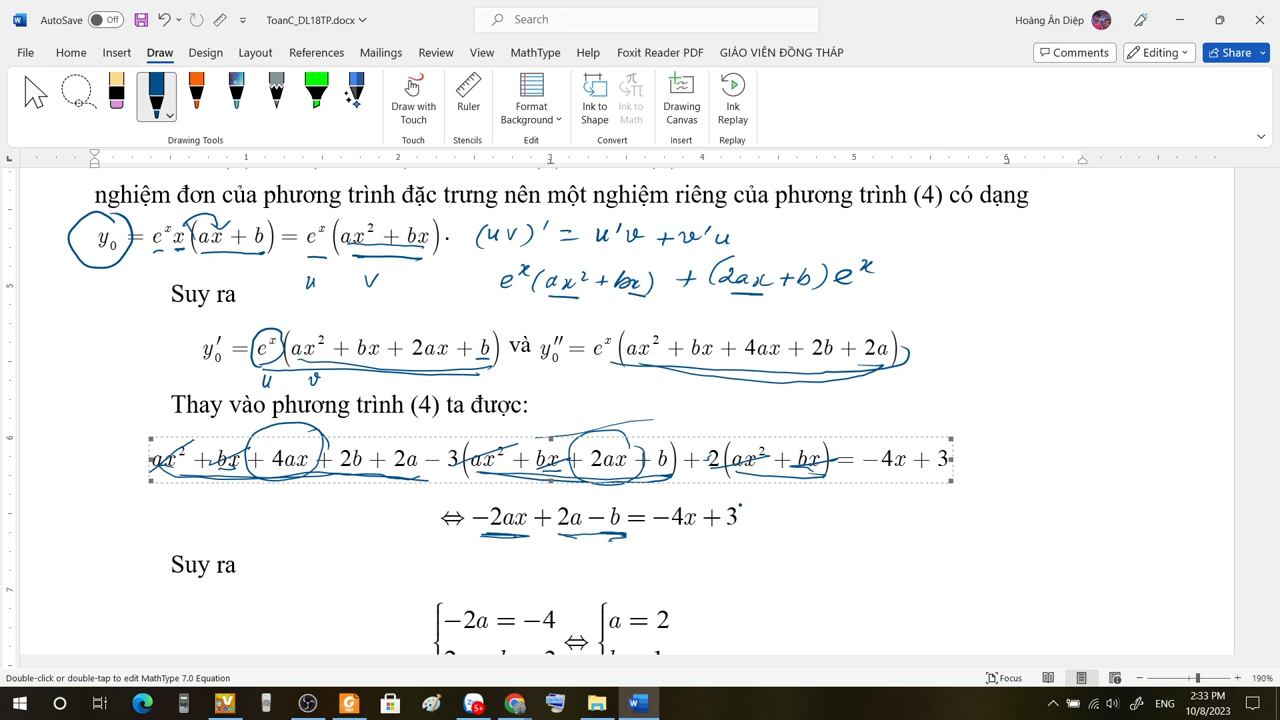 AutoSave Off ToanC_DL18TP.docx Search Hoàng Ân Diệp
File Home Insert Draw Design Layout References Mailings Review View MathType Help Foxit Reader PDF GIÁO VIÊN ĐỒNG THÁP Comments Editing Share
Draw with Touch Ruler Format Background Ink to Shape Ink to Math Drawing Canvas Ink Replay
Drawing Tools Touch Stencils Edit Convert Insert Replay
1 2 3 4 5 6
nghiệm đơn của phương trình đặc trưng nên một nghiệm riêng của phương trình (4) có dạng
y₀ = eˣx(ax + b) = eˣ(ax² + bx). (uv)' = u'v + v'u
u v eˣ(ax² + bx) + (2ax + b)eˣ
Suy ra
y₀′ = eˣ(ax² + bx + 2ax + b) và y₀″ = eˣ(ax² + bx + 4ax + 2b + 2a)
u v
Thay vào phương trình (4) ta được:
ax² + bx + 4ax + 2b + 2a − 3(ax² + bx + 2ax + b) + 2(ax² + bx) = −4x + 3
⇔ −2ax + 2a − b = −4x + 3
Suy ra
−2a = −4 ⇔ a = 2
Double-click or double-tap to edit MathType 7.0 Equation Focus 190%
5+ ENG 2:33 PM
10/8/2023